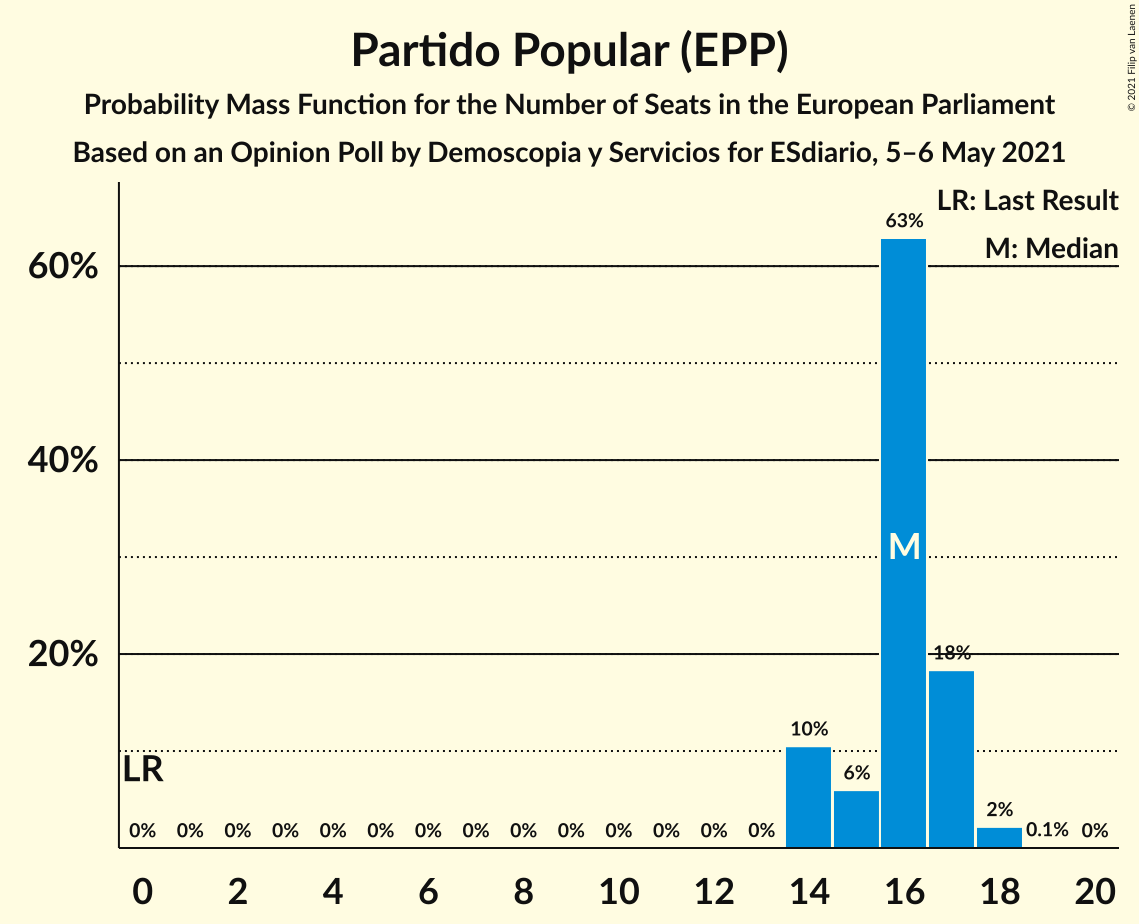 Partido Popular (EPP)
Probability Mass Function for the Number of Seats in the European Parliament
Based on an Opinion Poll by Demoscopia y Servicios for ESdiario, 5–6 May 2021
© 2021 Filip van Laenen
LR: Last Result
M: Median
63%
60%
40%
M
20%
18%
10%
LR
6%
2%
0% 0% 0% 0% 0% 0% 0% 0% 0% 0% 0% 0% 0% 0% 0.1% 0%
0 2 4 6 8 10 12 14 16 18 20